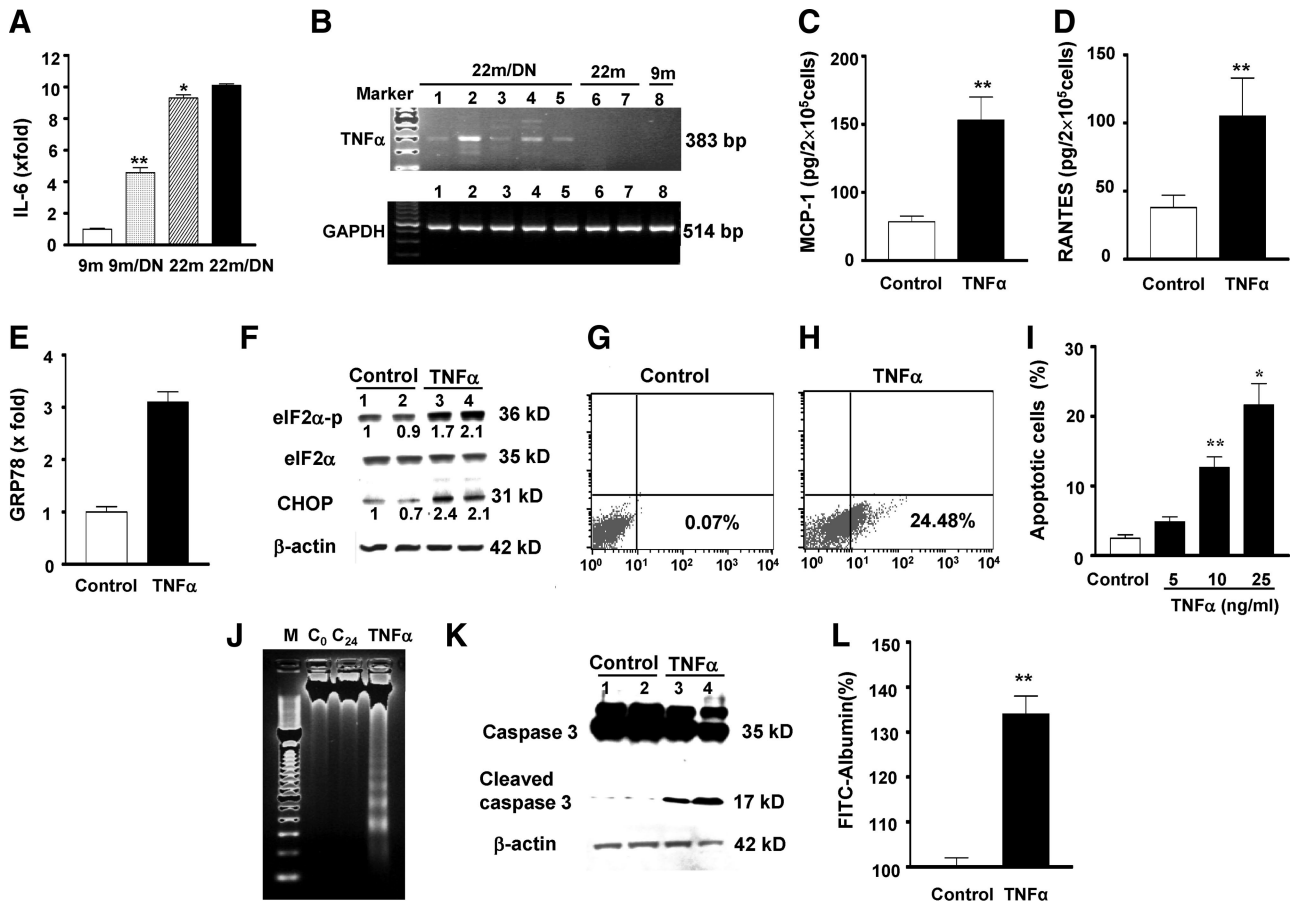 A
IL-6 (xfold)
12
10
8
6
4
2
0
**
*
9m 9m/DN 22m 22m/DN
B
22m/DN 22m 9m
Marker 1 2 3 4 5 6 7 8
TNFα 383 bp
1 2 3 4 5 6 7 8
GAPDH 514 bp
C
MCP-1 (pg/2×10⁵cells)
200
150
100
0
**
Control TNFα
D
RANTES (pg/2×10⁵cells)
150
100
50
0
**
Control TNFα
E
GRP78 (x fold)
4
3
2
1
0
Control TNFα
F
Control TNFα
1 2 3 4
eIF2α-p 36 kD
1 0.9 1.7 2.1
eIF2α 35 kD
CHOP 31 kD
1 0.7 2.4 2.1
β-actin 42 kD
G
Control
0.07%
10⁰ 10¹ 10² 10³ 10⁴
H
TNFα
24.48%
10⁰ 10¹ 10² 10³ 10⁴
I
Apoptotic cells (%)
30
20
10
0
**
*
Control 5 10 25
TNFα (ng/ml)
J
M C₀ C₂₄ TNFα
K
Control TNFα
1 2 3 4
Caspase 3 35 kD
Cleaved
caspase 3 17 kD
β-actin 42 kD
L
FITC-Albumin(%)
150
140
130
120
110
100
**
Control TNFα